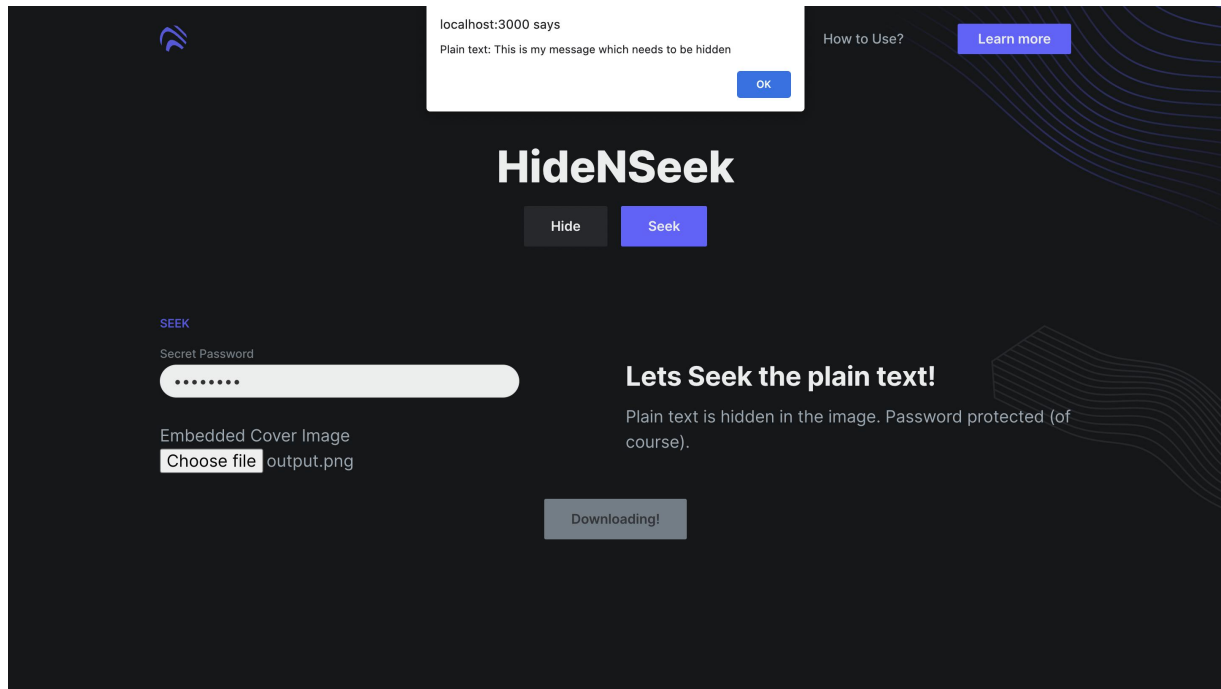 localhost:3000 says
Plain text: This is my message which needs to be hidden
OK
How to Use?
Learn more
HideNSeek
Hide
Seek
SEEK
Secret Password
••••••••
Embedded Cover Image
Choose file output.png
Lets Seek the plain text!
Plain text is hidden in the image. Password protected (of
course).
Downloading!